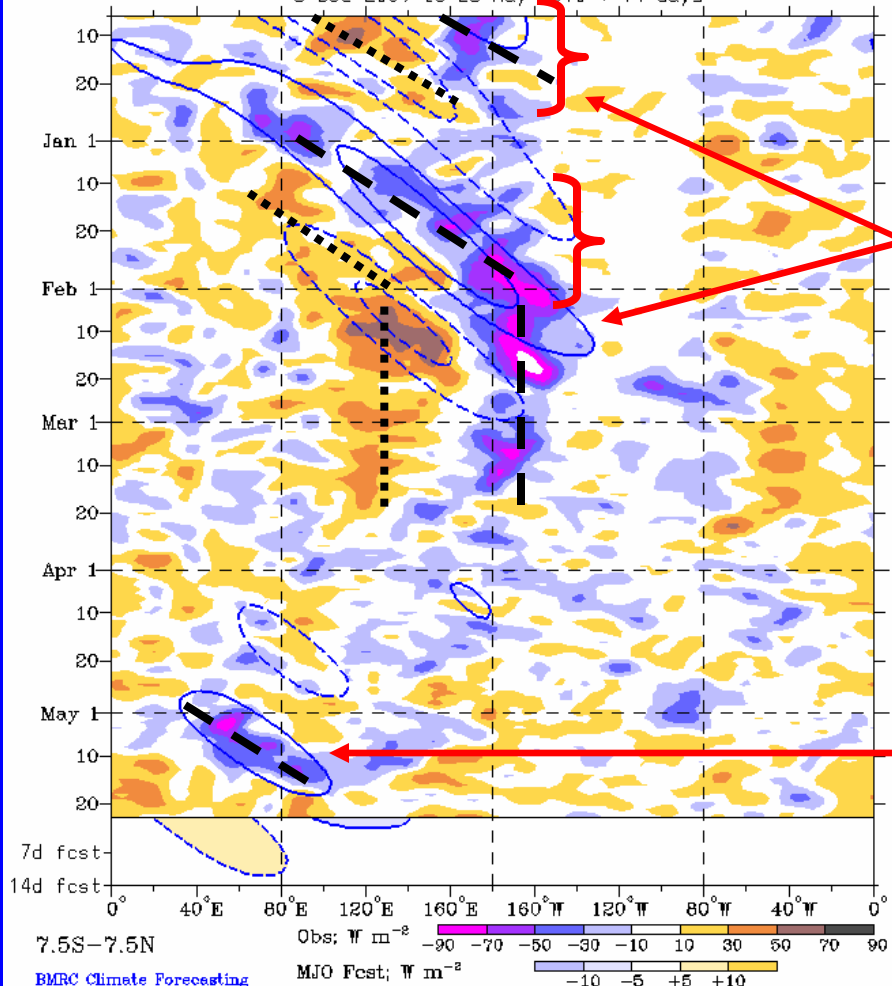 10
20
Jan 1
10
20
Feb 1
10
20
Mar 1
10
20
Apr 1
10
20
May 1
10
20
7d fcst
14d fcst
0° 40°E 80°E 120°E 160°E 160°W 120°W 80°W 40°W 0°
7.5S-7.5N
Obs; W m⁻²
-90 -70 -50 -30 -10 10 30 50 70 90
BMRC Climate Forecasting
MJO Fcst; W m⁻²
-10 -5 +5 +10